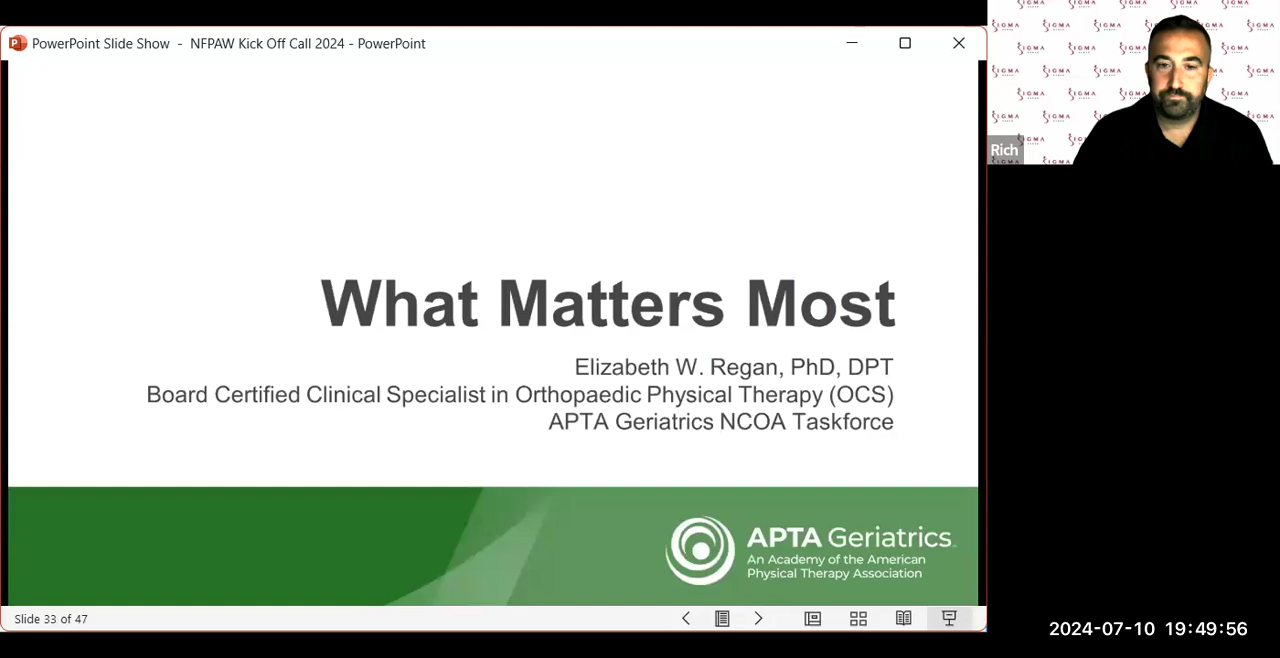 PowerPoint Slide Show - NFPAW Kick Off Call 2024 - PowerPoint
What Matters Most
Elizabeth W. Regan, PhD, DPT
Board Certified Clinical Specialist in Orthopaedic Physical Therapy (OCS)
APTA Geriatrics NCOA Taskforce
APTA Geriatrics
An Academy of the American
Physical Therapy Association
Slide 33 of 47
SIGMA
Rich
2024-07-10 19:49:56